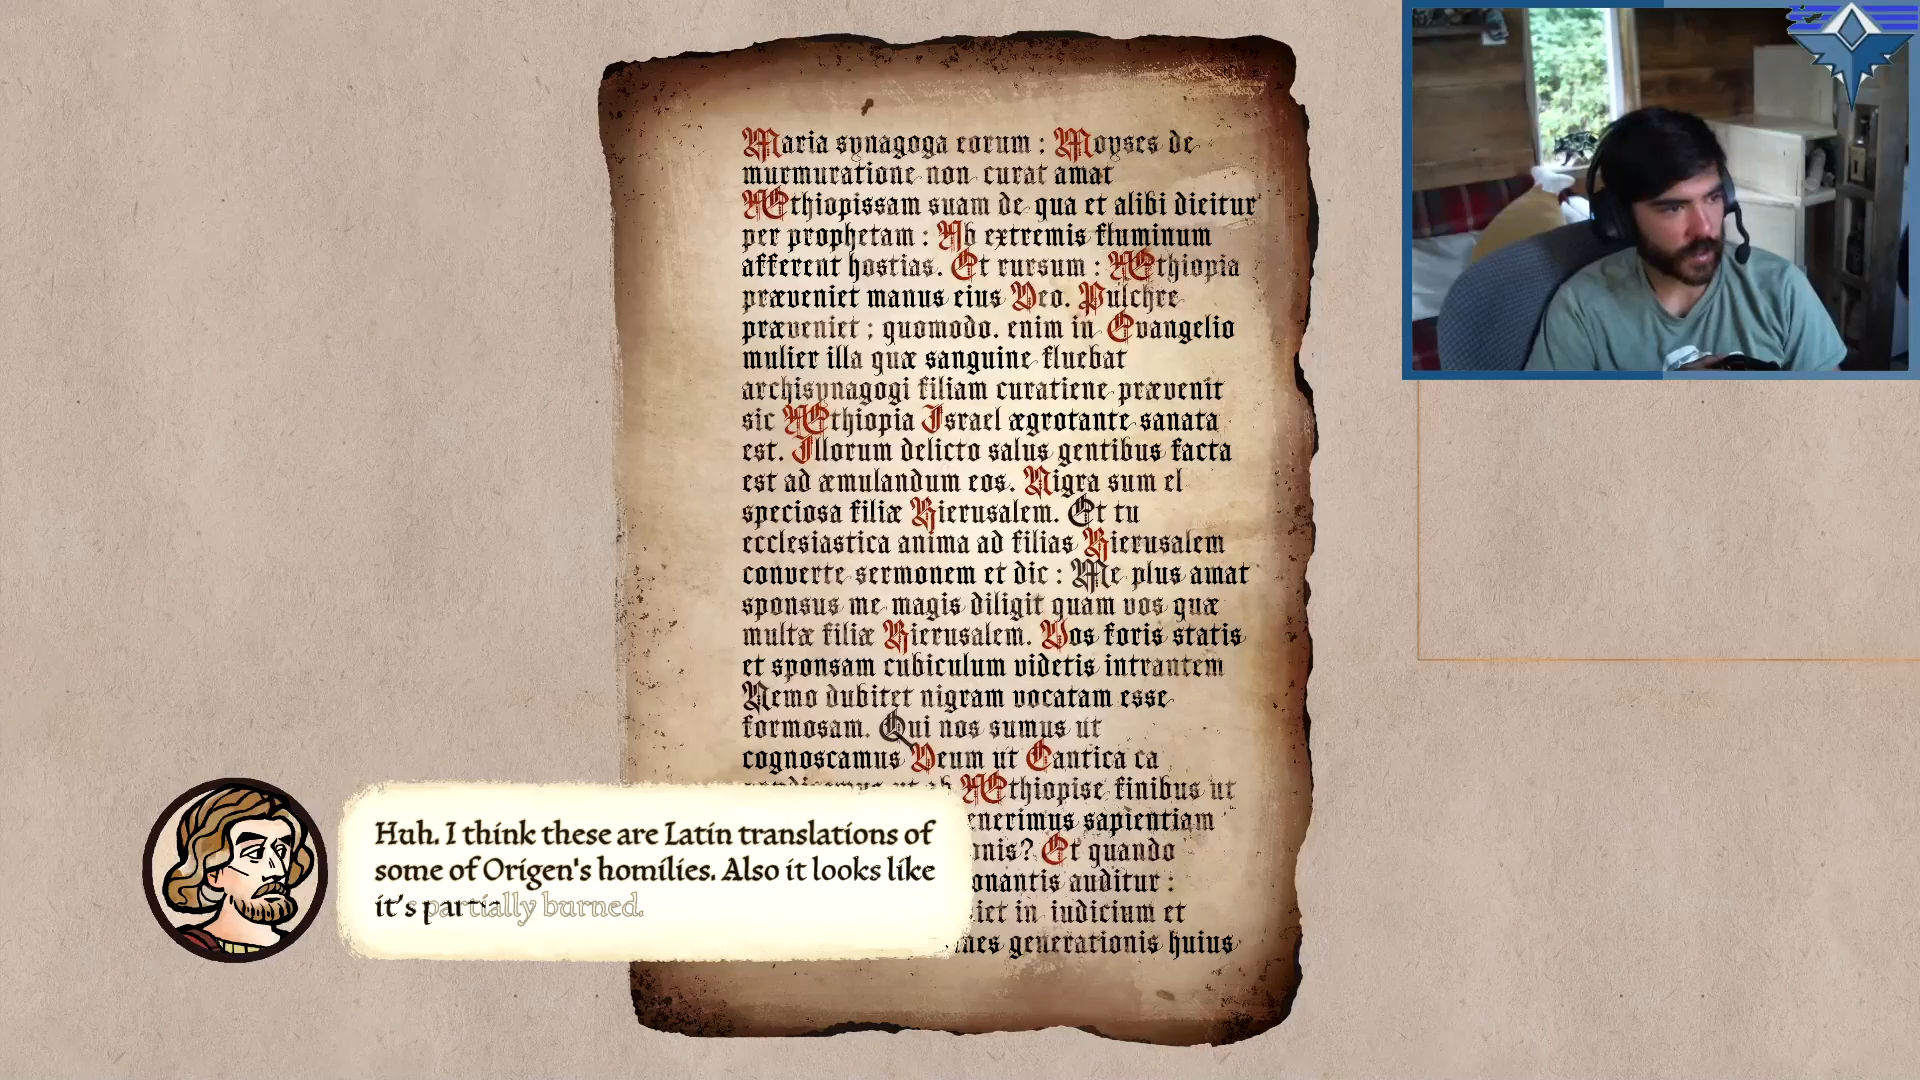 Maria synagoga eorum : Moyses de
murmuratione non curat amat
AEthiopissam suam de qua et alibi dicitur
per prophetam : Ab extremis fluminum
afferent hostias. Et rursum : AEthiopia
præveniet manus eius Deo. Pulchre
præveniet ; quomodo. enim in Evangelio
mulier illa quæ sanguine fluebat
archisynagogi filiam curatiene prævenit
sic AEthiopia Israel ægrotante sanata
est. Illorum delicto salus gentibus facta
est ad æmulandum eos. Nigra sum el
speciosa filiæ Hierusalem. Et tu
ecclesiastica anima ad filias Hierusalem
converte sermonem et dic : Me plus amat
sponsus me magis diligit quam vos quæ
multæ filiæ Hierusalem. Vos foris statis
et sponsam cubiculum videtis intrantem
Nemo dubitet nigram vocatam esse
formosam. Qui nos sumus ut
cognoscamus Deum ut Cantica ca
ut ab AEthiopise finibus ut
sapientiam
Et quando
auditur :
in iudicium et
generationis huius
Huh. I think these are Latin translations of
some of Origen's homilies. Also it looks like
it's partially burned.